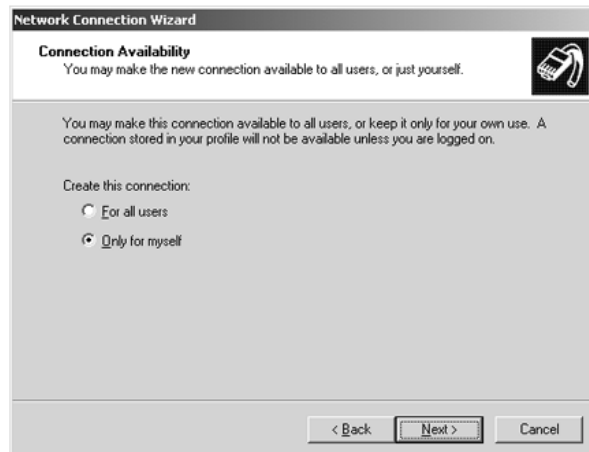 Network Connection Wizard
Connection Availability
You may make the new connection available to all users, or just yourself.
You may make this connection available to all users, or keep it only for your own use. A
connection stored in your profile will not be available unless you are logged on.
Create this connection:
For all users
Only for myself
< Back Next > Cancel